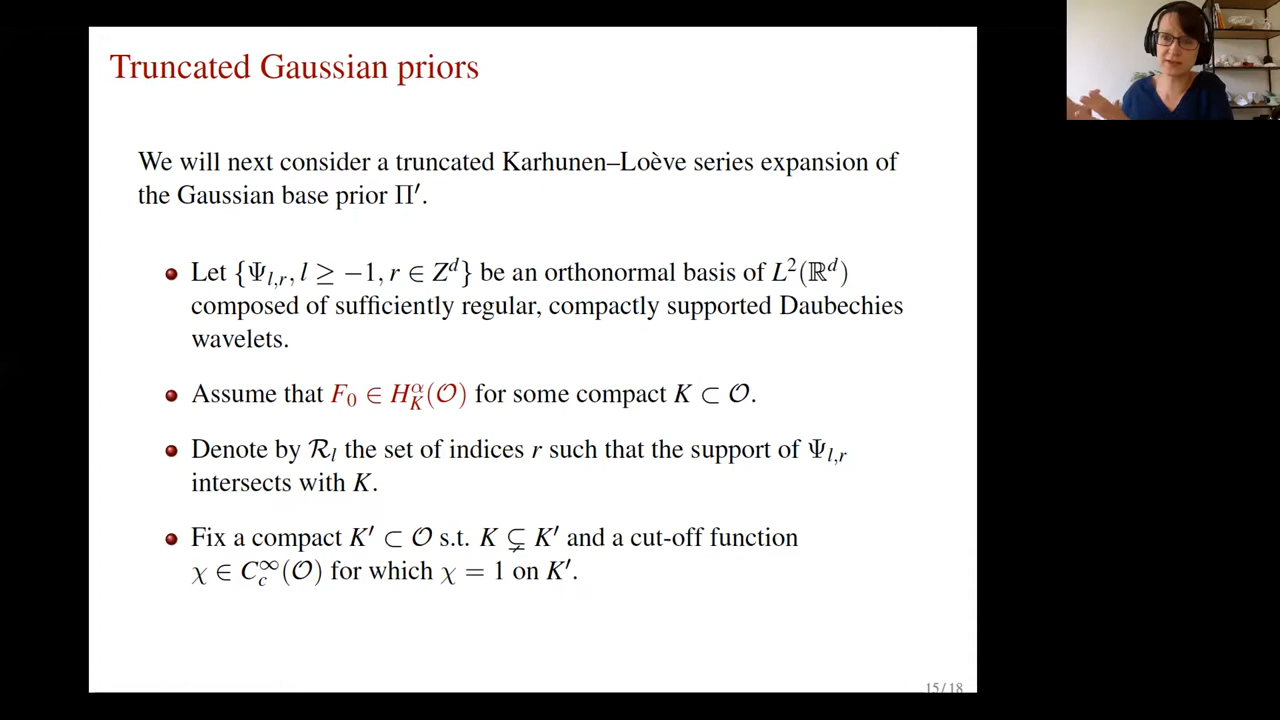 Truncated Gaussian priors
We will next consider a truncated Karhunen–Loève series expansion of
the Gaussian base prior Π′.
Let {Ψ_{l,r}, l ≥ −1, r ∈ Z^d} be an orthonormal basis of L²(ℝ^d)
composed of sufficiently regular, compactly supported Daubechies
wavelets.
Assume that F₀ ∈ H_K^α(𝒪) for some compact K ⊂ 𝒪.
Denote by ℛ_l the set of indices r such that the support of Ψ_{l,r}
intersects with K.
Fix a compact K′ ⊂ 𝒪 s.t. K ⊊ K′ and a cut-off function
χ ∈ C_c^∞(𝒪) for which χ = 1 on K′.
15/18